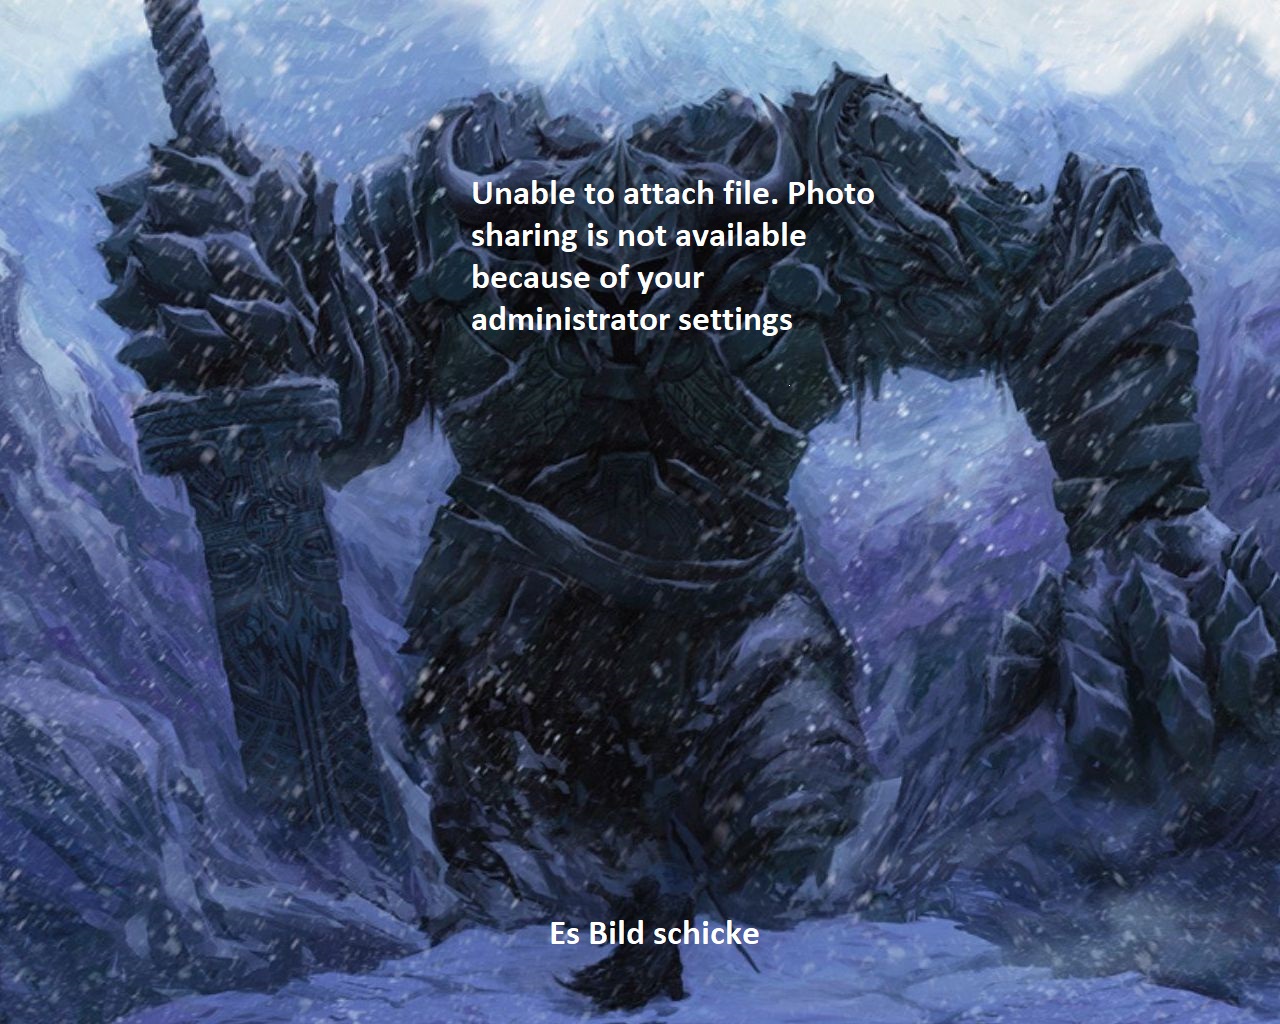 Unable to attach file. Photo
sharing is not available
because of your
administrator settings
Es Bild schicke